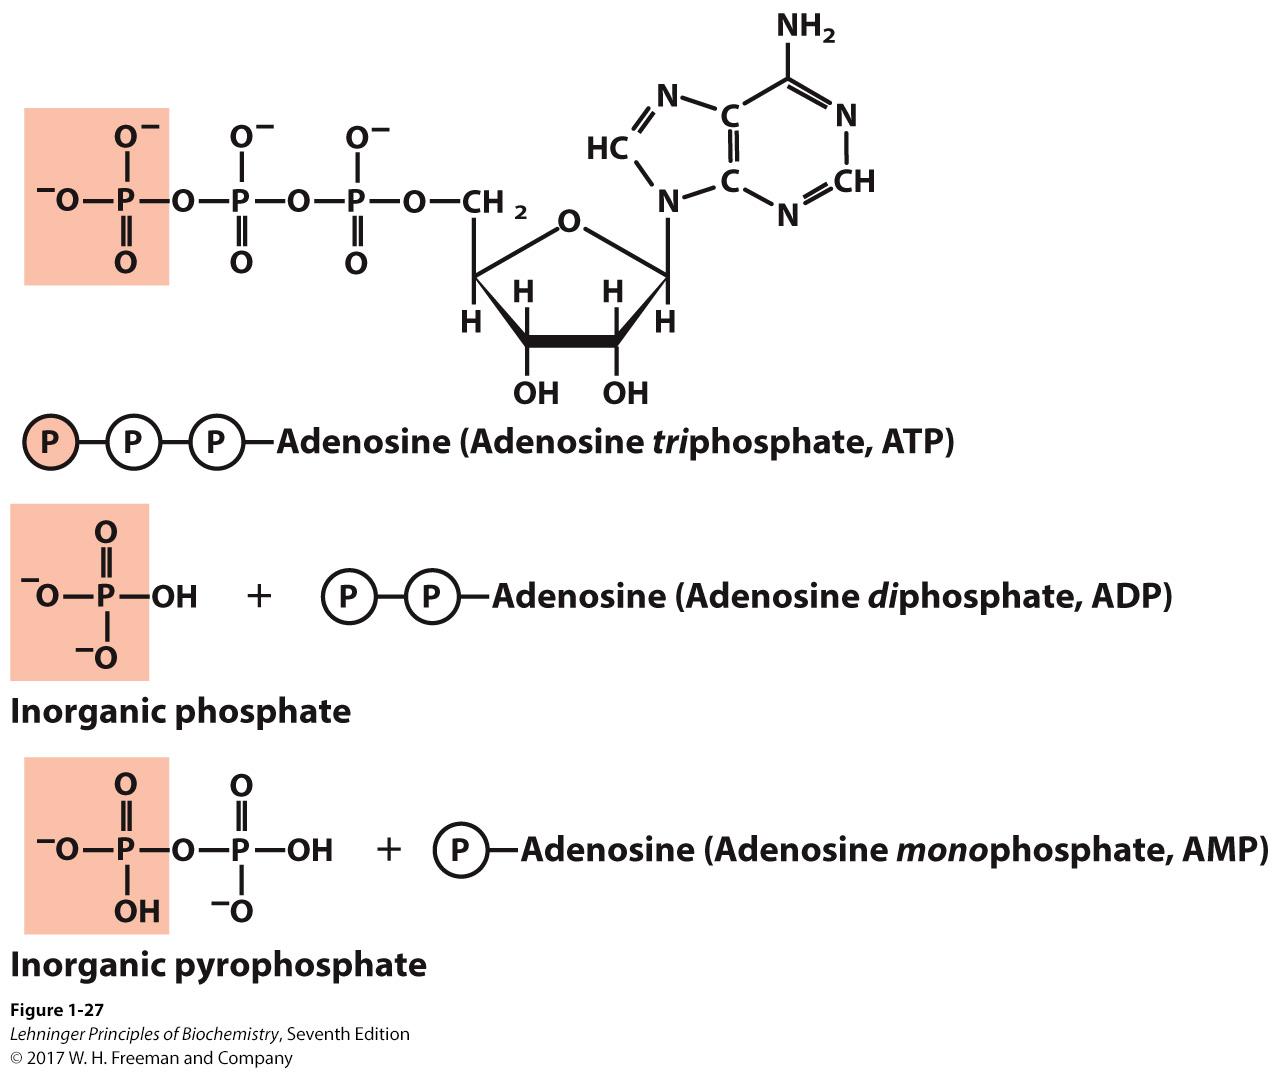 NH₂
N C N
HC CH
N C N
O⁻ O⁻ O⁻
⁻O P O P O P O CH₂ O
O O O
H H H H
OH OH
P P P Adenosine (Adenosine triphosphate, ATP)
O
⁻O P OH + P P Adenosine (Adenosine diphosphate, ADP)
⁻O
Inorganic phosphate
O O
⁻O P O P OH + P Adenosine (Adenosine monophosphate, AMP)
OH ⁻O
Inorganic pyrophosphate
Figure 1-27
Lehninger Principles of Biochemistry, Seventh Edition
© 2017 W. H. Freeman and Company